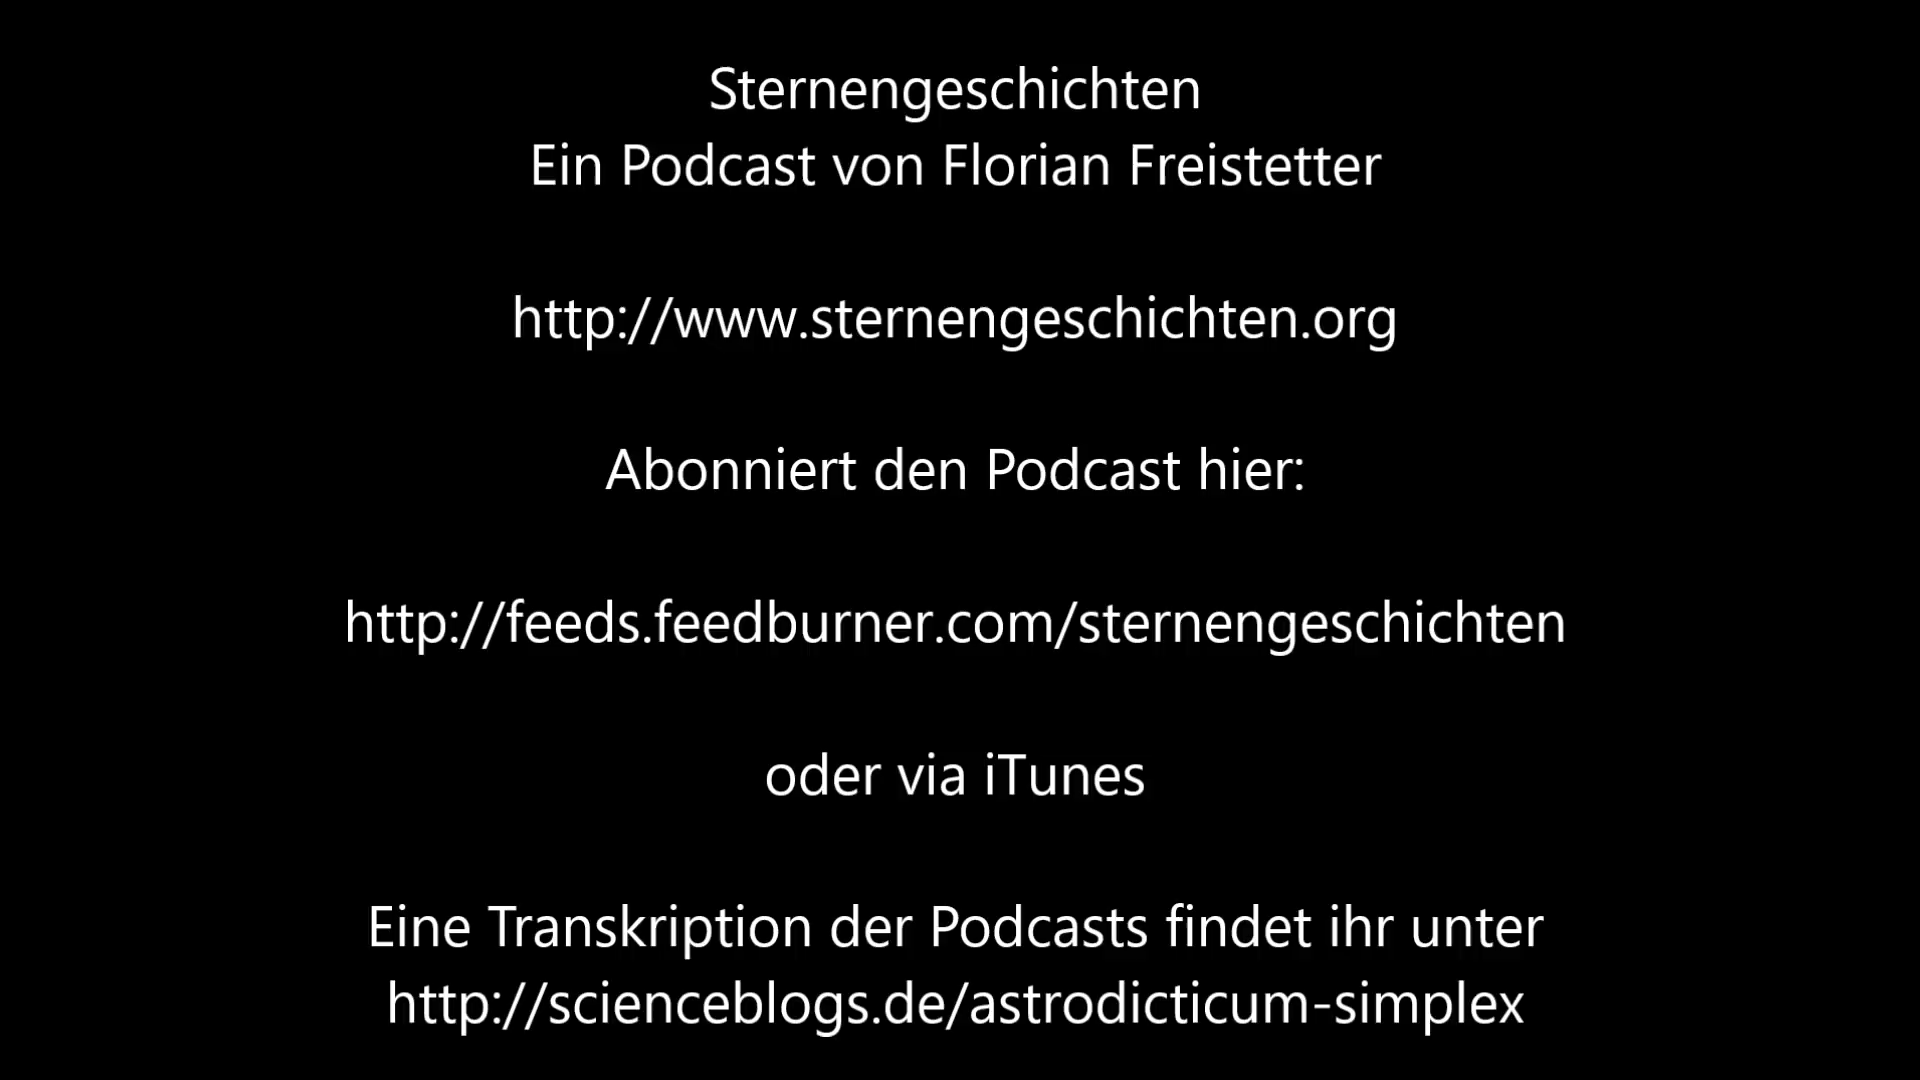 Sternengeschichten
Ein Podcast von Florian Freistetter
http://www.sternengeschichten.org
Abonniert den Podcast hier:
http://feeds.feedburner.com/sternengeschichten
oder via iTunes
Eine Transkription der Podcasts findet ihr unter
http://scienceblogs.de/astrodicticum-simplex